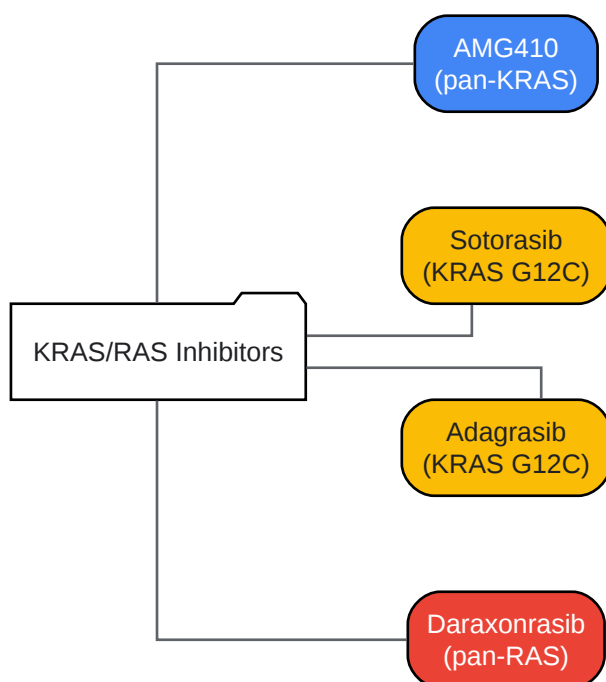 AMG410
(pan-KRAS)
Sotorasib
(KRAS G12C)
KRAS/RAS Inhibitors
Adagrasib
(KRAS G12C)
Daraxonrasib
(pan-RAS)